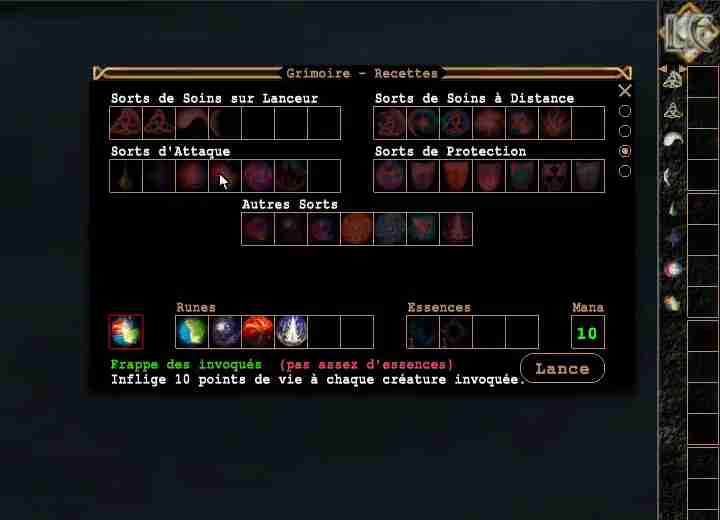 LC
Grimoire - Recettes
Sorts de Soins sur Lanceur
Sorts de Soins à Distance
Sorts d'Attaque
Sorts de Protection
Autres Sorts
Runes
Essences
Mana
10
Frappe des invoqués (pas assez d'essences)
Lance
Inflige 10 points de vie à chaque créature invoquée.